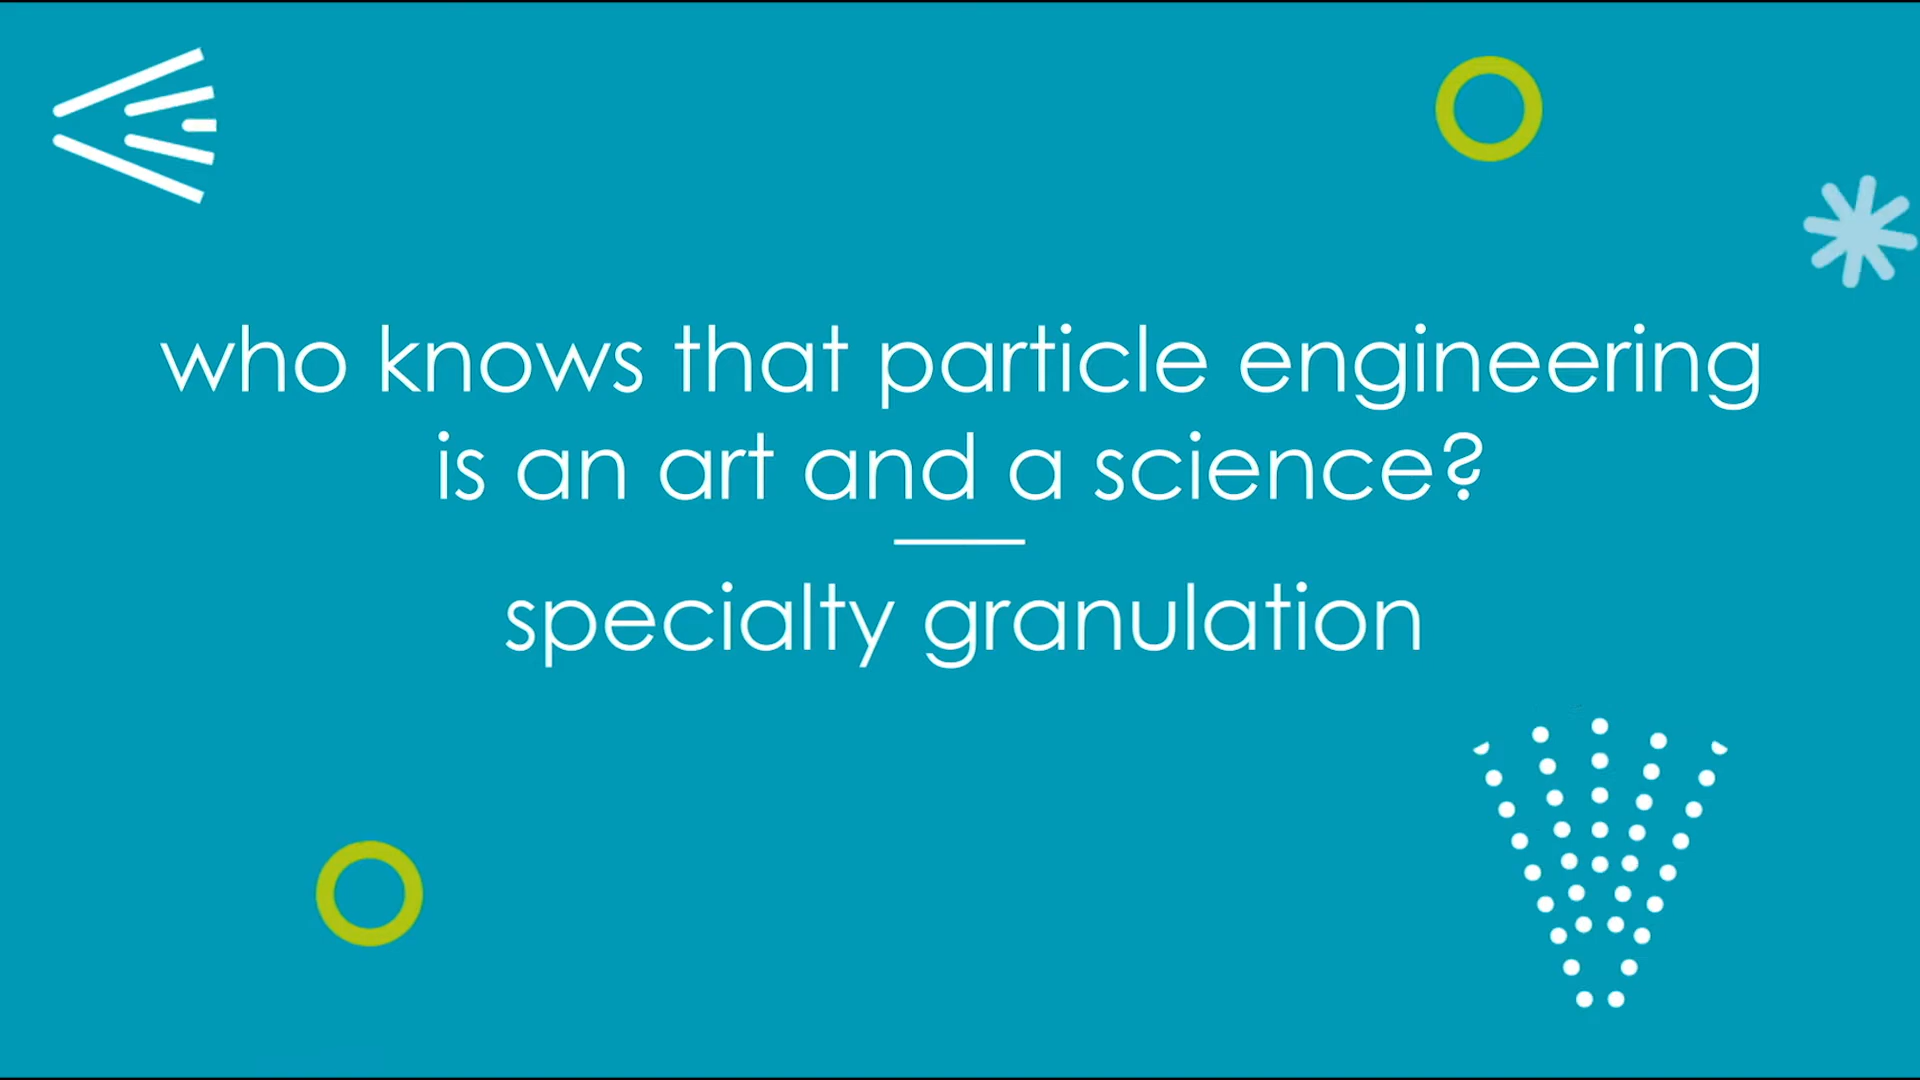 who knows that particle engineering
is an art and a science?
specialty granulation